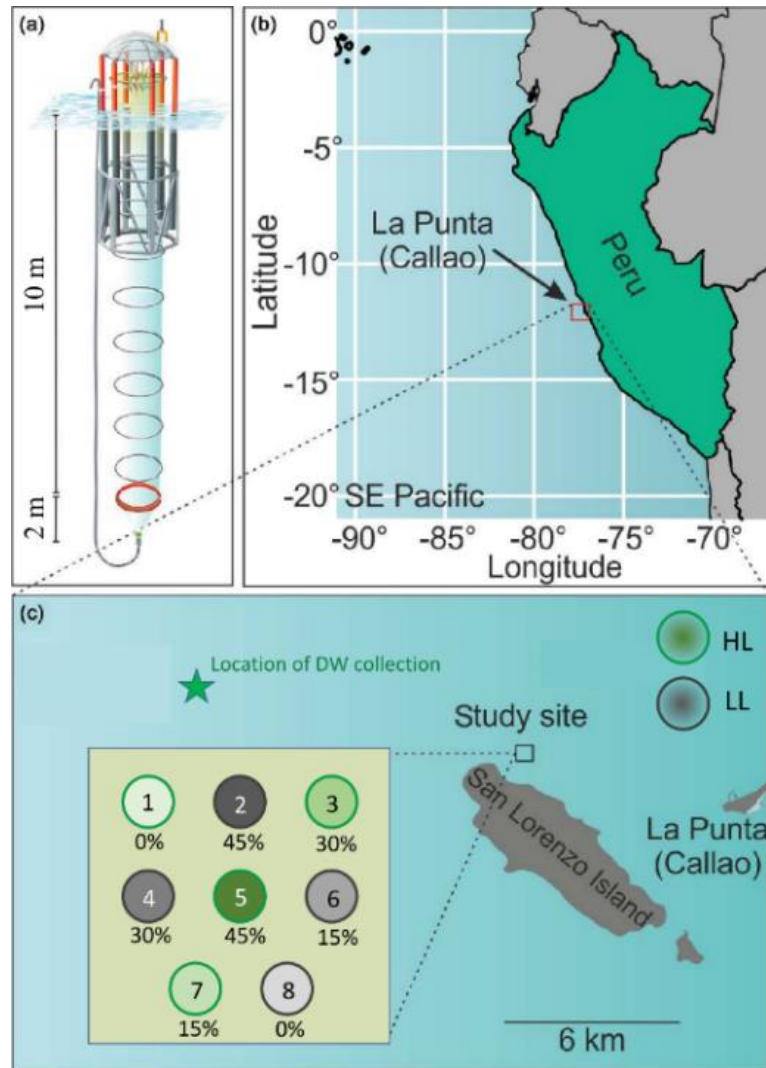 (a)
10 m
2 m
(b)
0°
-5°
-10°
-15°
-20°
Latitude
La Punta
(Callao)
Peru
SE Pacific
-90°
-85°
-80°
-75°
-70°
Longitude
(c)
Location of DW collection
HL
LL
Study site
San Lorenzo Island
La Punta
(Callao)
1
2
3
0%
45%
30%
4
5
6
30%
45%
15%
7
8
15%
0%
6 km